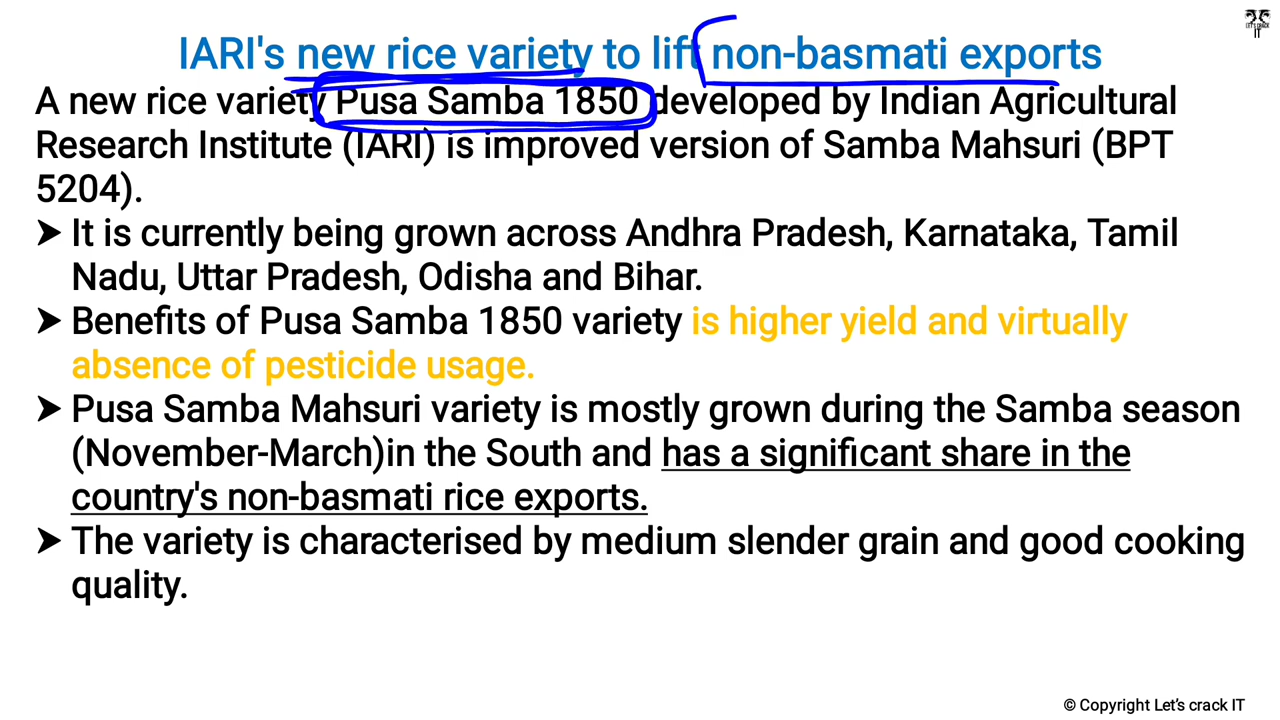 LET'S CRACK
IT
IARI's new rice variety to lift non-basmati exports
A new rice variety Pusa Samba 1850 developed by Indian Agricultural
Research Institute (IARI) is improved version of Samba Mahsuri (BPT
5204).
➤ It is currently being grown across Andhra Pradesh, Karnataka, Tamil
Nadu, Uttar Pradesh, Odisha and Bihar.
➤ Benefits of Pusa Samba 1850 variety is higher yield and virtually
absence of pesticide usage.
➤ Pusa Samba Mahsuri variety is mostly grown during the Samba season
(November-March)in the South and has a significant share in the
country's non-basmati rice exports.
➤ The variety is characterised by medium slender grain and good cooking
quality.
© Copyright Let's crack IT